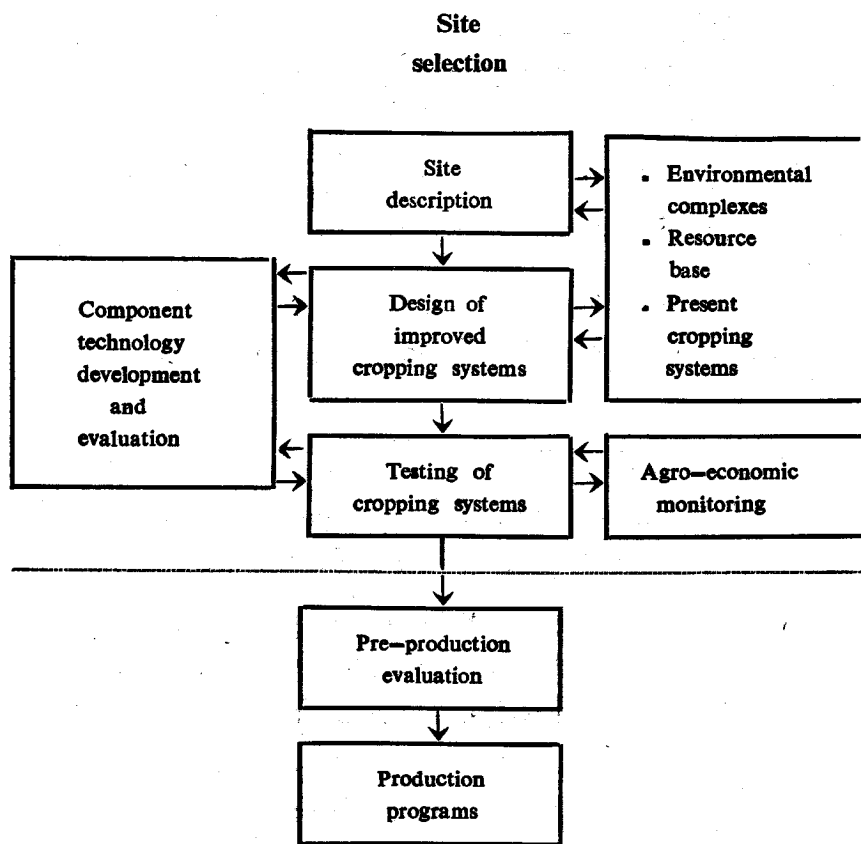 Site
selection
Site
description
. Environmental
complexes
. Resource
base
. Present
cropping
systems
Component
technology
development
and
evaluation
Design of
improved
cropping systems
Testing of
cropping systems
Agro-economic
monitoring
Pre-production
evaluation
Production
programs